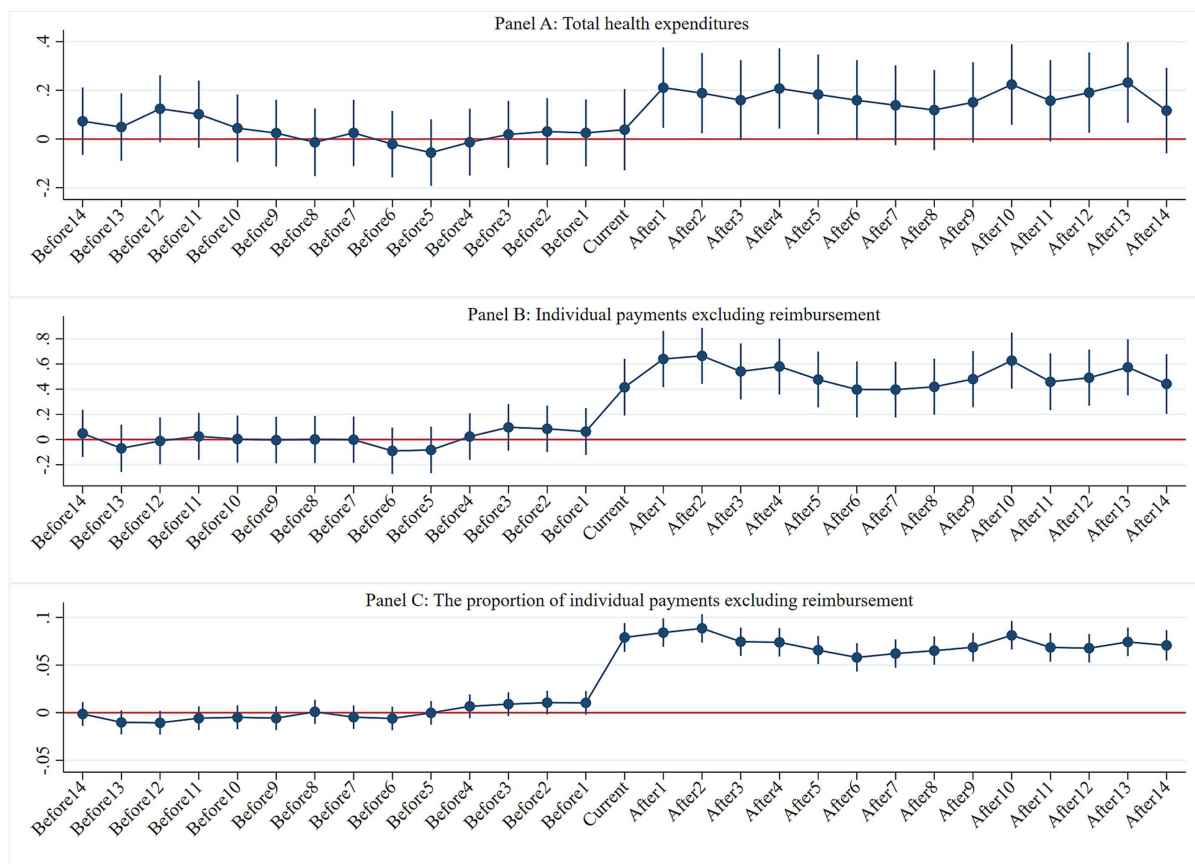 Panel A: Total health expenditures
.4
.2
0
-.2
Before14 Before13 Before12 Before11 Before10 Before9 Before8 Before7 Before6 Before5 Before4 Before3 Before2 Before1 Current After1 After2 After3 After4 After5 After6 After7 After8 After9 After10 After11 After12 After13 After14
Panel B: Individual payments excluding reimbursement
.8
.6
.4
.2
0
-.2
Before14 Before13 Before12 Before11 Before10 Before9 Before8 Before7 Before6 Before5 Before4 Before3 Before2 Before1 Current After1 After2 After3 After4 After5 After6 After7 After8 After9 After10 After11 After12 After13 After14
Panel C: The proportion of individual payments excluding reimbursement
.1
.05
0
-.05
Before14 Before13 Before12 Before11 Before10 Before9 Before8 Before7 Before6 Before5 Before4 Before3 Before2 Before1 Current After1 After2 After3 After4 After5 After6 After7 After8 After9 After10 After11 After12 After13 After14